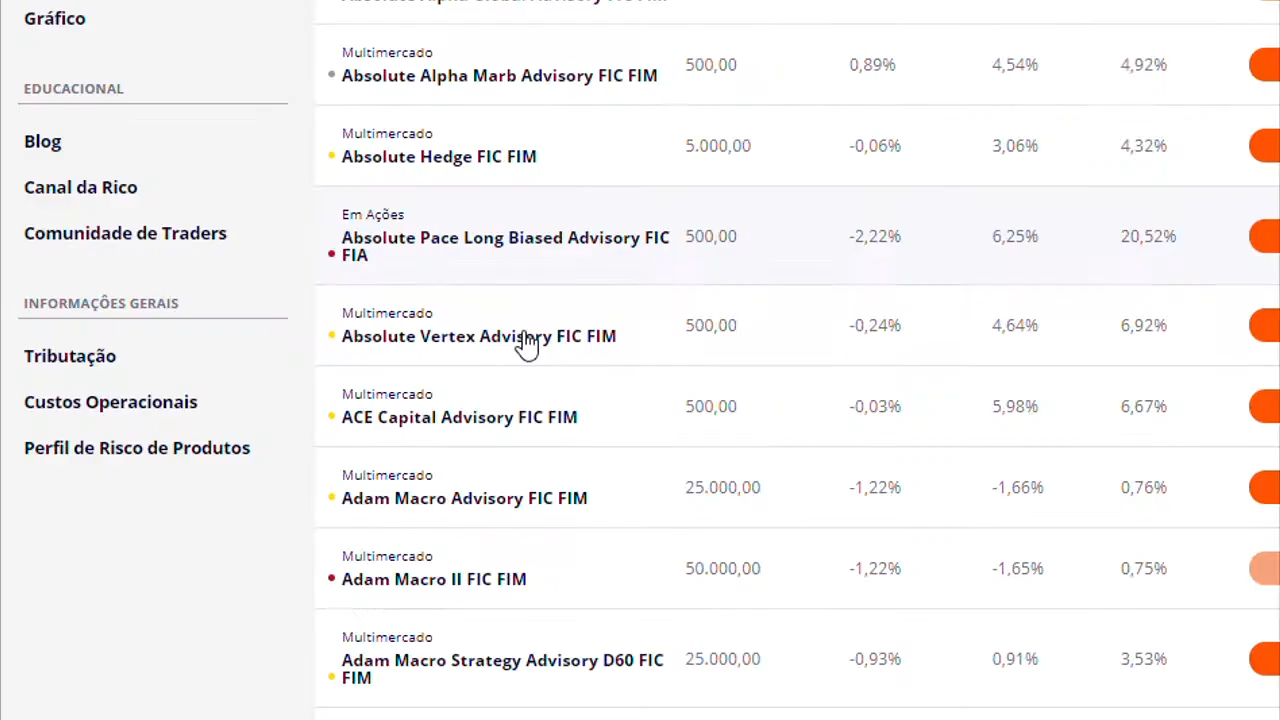 Gráfico
EDUCACIONAL
Blog
Canal da Rico
Comunidade de Traders
INFORMAÇÕES GERAIS
Tributação
Custos Operacionais
Perfil de Risco de Produtos
Multimercado
Absolute Alpha Marb Advisory FIC FIM 500,00 0,89% 4,54% 4,92%
Multimercado
Absolute Hedge FIC FIM 5.000,00 -0,06% 3,06% 4,32%
Em Ações
Absolute Pace Long Biased Advisory FIC 500,00 -2,22% 6,25% 20,52%
FIA
Multimercado
Absolute Vertex Advisory FIC FIM 500,00 -0,24% 4,64% 6,92%
Multimercado
ACE Capital Advisory FIC FIM 500,00 -0,03% 5,98% 6,67%
Multimercado
Adam Macro Advisory FIC FIM 25.000,00 -1,22% -1,66% 0,76%
Multimercado
Adam Macro II FIC FIM 50.000,00 -1,22% -1,65% 0,75%
Multimercado
Adam Macro Strategy Advisory D60 FIC 25.000,00 -0,93% 0,91% 3,53%
FIM